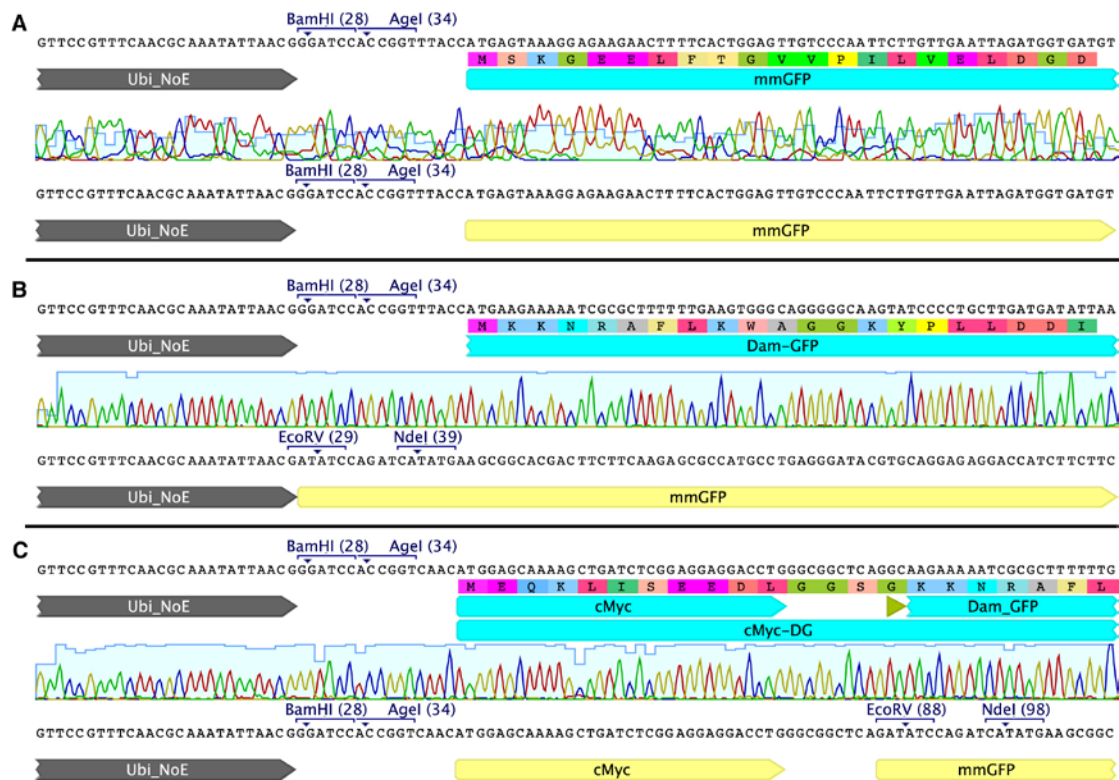 A
BamHI (28) AgeI (34)
GTTCCGTTTCAACGCAAATATTAACGGGATCCACCGGTTTACCATGAGTAAAGGAGAAGAACTTTTCACTGGAGTTGTCCCAATTCTTGTTGAATTAGATGGTGATGT
M S K G E E L F T G V V P I L V E L D G D
Ubi_NoE mmGFP
BamHI (28) AgeI (34)
GTTCCGTTTCAACGCAAATATTAACGGGATCCACCGGTTTACCATGAGTAAAGGAGAAGAACTTTTCACTGGAGTTGTCCCAATTCTTGTTGAATTAGATGGTGATGT
Ubi_NoE mmGFP
B
BamHI (28) AgeI (34)
GTTCCGTTTCAACGCAAATATTAACGGGATCCACCGGTTTACCATGAAGAAAAATCGCGCTTTTTTGAAGTGGGCAGGGGGCAAGTATCCCCTGCTTGATGATATTAA
M K K N R A F L K W A G G K Y P L L D D I
Ubi_NoE Dam-GFP
EcoRV (29) NdeI (39)
GTTCCGTTTCAACGCAAATATTAACGATATCCAGATCATATGAAGCGGCACGACTTCTTCAAGAGCGCCATGCCTGAGGGATACGTGCAGGAGAGGACCATCTTCTTC
Ubi_NoE mmGFP
C
BamHI (28) AgeI (34)
GTTCCGTTTCAACGCAAATATTAACGGGATCCACCGGTCAACATGGAGCAAAAGCTGATCTCGGAGGAGGACCTGGGCGGCTCAGGCAAGAAAAATCGCGCTTTTTTG
M E Q K L I S E E D L G G S G K K N R A F L
Ubi_NoE cMyc Dam_GFP
cMyc-DG
BamHI (28) AgeI (34) EcoRV (88) NdeI (98)
GTTCCGTTTCAACGCAAATATTAACGGGATCCACCGGTCAACATGGAGCAAAAGCTGATCTCGGAGGAGGACCTGGGCGGCTCAGATATCCAGATCATATGAAGCGGC
Ubi_NoE cMyc mmGFP